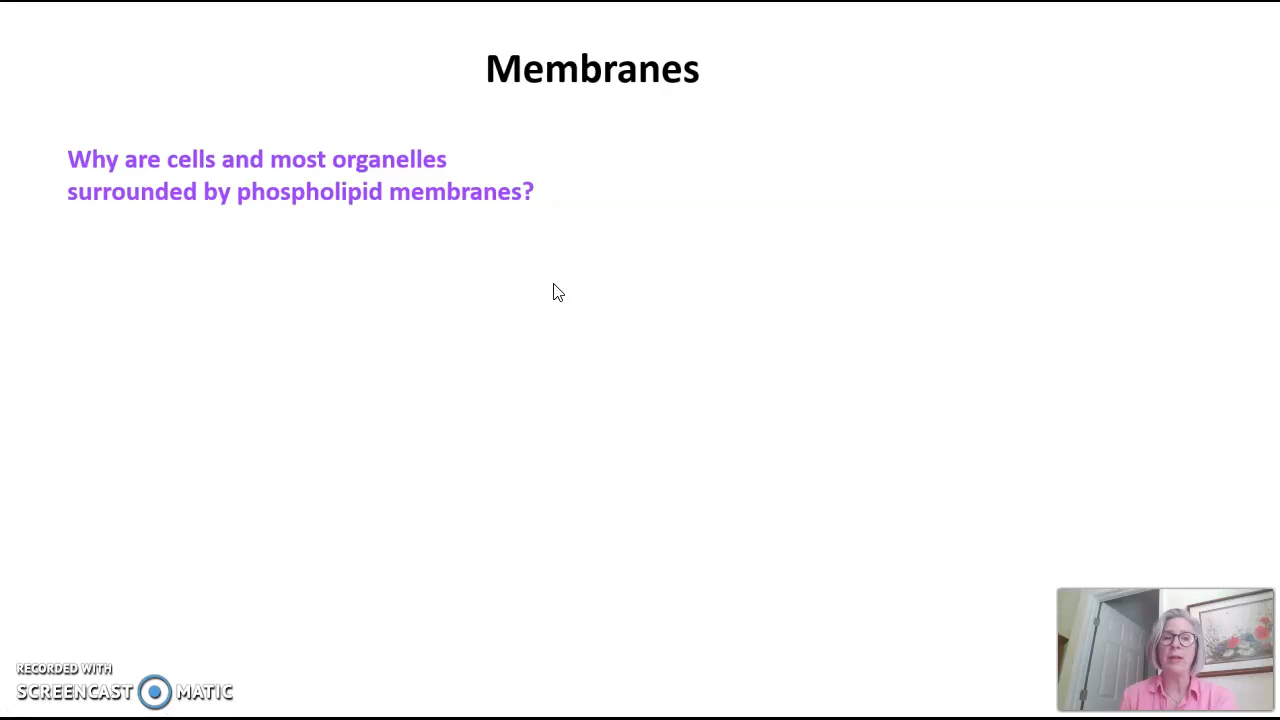 Membranes
Why are cells and most organelles
surrounded by phospholipid membranes?
RECORDED WITH
SCREENCAST MATIC